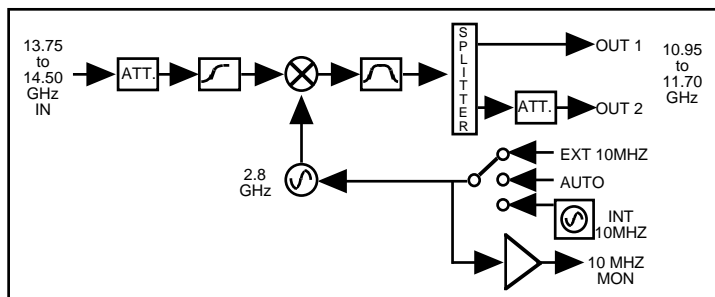 13.75
to
14.50
GHz
IN
ATT.
SPLITTER
OUT 1
10.95
to
11.70
GHz
ATT.
OUT 2
2.8
GHz
EXT 10MHZ
AUTO
INT
10MHZ
10 MHZ
MON